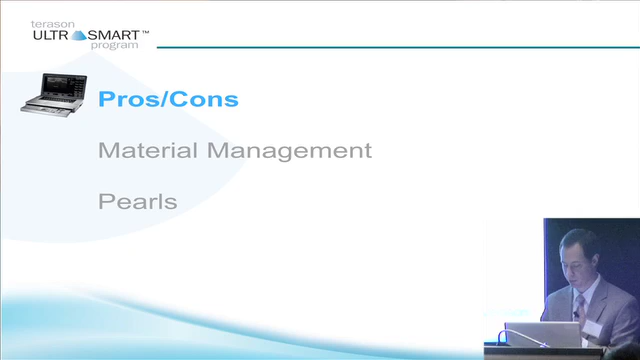 terason
ULTRASMART™
program
Pros/Cons
Material Management
Pearls